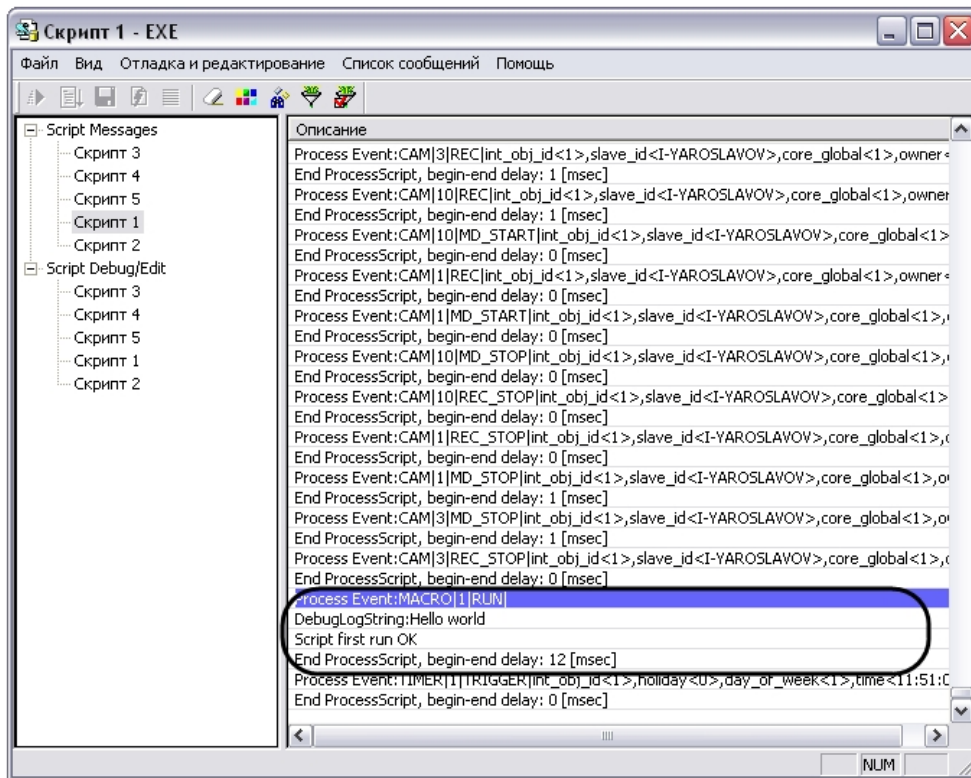 Скрипт 1 - EXE
Файл Вид Отладка и редактирование Список сообщений Помощь
Script Messages
Скрипт 3
Скрипт 4
Скрипт 5
Скрипт 1
Скрипт 2
Script Debug/Edit
Скрипт 3
Скрипт 4
Скрипт 5
Скрипт 1
Скрипт 2
Описание
Process Event:CAM|3|REC|int_obj_id<1>,slave_id<I-YAROSLAVOV>,core_global<1>,owner<
End ProcessScript, begin-end delay: 1 [msec]
Process Event:CAM|10|REC|int_obj_id<1>,slave_id<I-YAROSLAVOV>,core_global<1>,owner
End ProcessScript, begin-end delay: 1 [msec]
Process Event:CAM|10|MD_START|int_obj_id<1>,slave_id<I-YAROSLAVOV>,core_global<1>
End ProcessScript, begin-end delay: 0 [msec]
Process Event:CAM|1|REC|int_obj_id<1>,slave_id<I-YAROSLAVOV>,core_global<1>,owner<
End ProcessScript, begin-end delay: 0 [msec]
Process Event:CAM|1|MD_START|int_obj_id<1>,slave_id<I-YAROSLAVOV>,core_global<1>,
End ProcessScript, begin-end delay: 0 [msec]
Process Event:CAM|10|MD_STOP|int_obj_id<1>,slave_id<I-YAROSLAVOV>,core_global<1>,
End ProcessScript, begin-end delay: 0 [msec]
Process Event:CAM|10|REC_STOP|int_obj_id<1>,slave_id<I-YAROSLAVOV>,core_global<1>
End ProcessScript, begin-end delay: 0 [msec]
Process Event:CAM|1|REC_STOP|int_obj_id<1>,slave_id<I-YAROSLAVOV>,core_global<1>,
End ProcessScript, begin-end delay: 0 [msec]
Process Event:CAM|1|MD_STOP|int_obj_id<1>,slave_id<I-YAROSLAVOV>,core_global<1>,o
End ProcessScript, begin-end delay: 1 [msec]
Process Event:CAM|3|MD_STOP|int_obj_id<1>,slave_id<I-YAROSLAVOV>,core_global<1>,o
End ProcessScript, begin-end delay: 1 [msec]
Process Event:CAM|3|REC_STOP|int_obj_id<1>,slave_id<I-YAROSLAVOV>,core_global<1>,
End ProcessScript, begin-end delay: 0 [msec]
Process Event:MACRO|1|RUN|
DebugLogString:Hello world
Script first run OK
End ProcessScript, begin-end delay: 12 [msec]
Process Event:TIMER|1|TRIGGER|int_obj_id<1>,holiday<0>,day_of_week<1>,time<11:51:0
End ProcessScript, begin-end delay: 0 [msec]
NUM